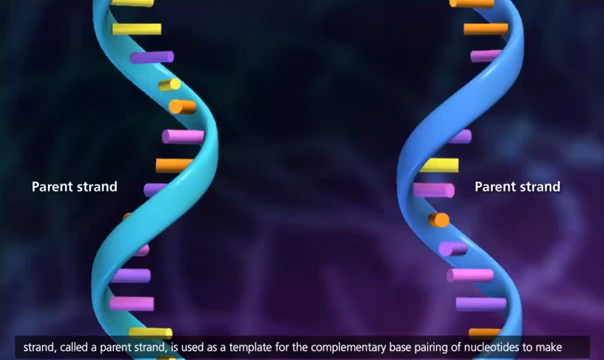 Parent strand
Parent strand
strand, called a parent strand, is used as a template for the complementary base pairing of nucleotides to make